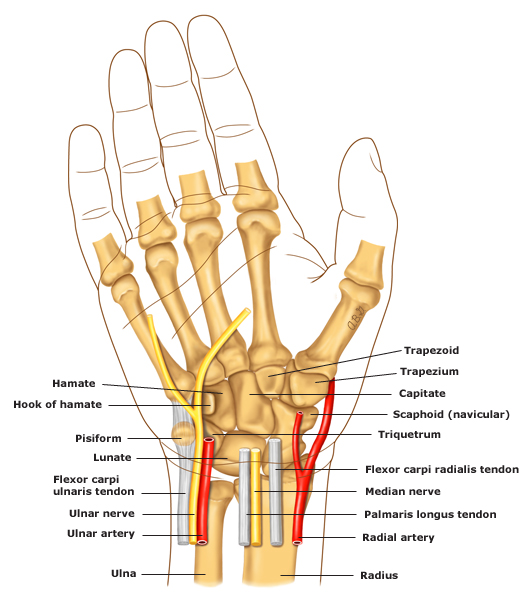 Trapezoid
Trapezium
Hamate
Capitate
Hook of hamate
Scaphoid (navicular)
Pisiform
Triquetrum
Lunate
Flexor carpi radialis tendon
Flexor carpi
ulnaris tendon
Median nerve
Ulnar nerve
Palmaris longus tendon
Ulnar artery
Radial artery
Ulna
Radius